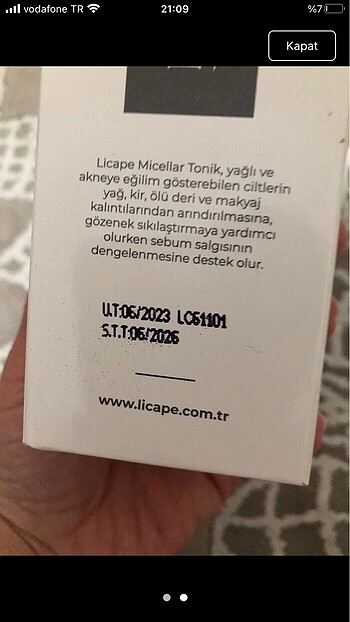 vodafone TR
21:09
%7
Kapat
Licape Micellar Tonik, yağlı ve
akneye eğilim gösterebilen ciltlerin
yağ, kir, ölü deri ve makyaj
kalıntılarından arındırılmasına,
gözenek sıkılaştırmaya yardımcı
olurken sebum salgısının
dengelenmesine destek olur.
U.T:06/2023 LC61101
S.T.T:06/2026
www.licape.com.tr